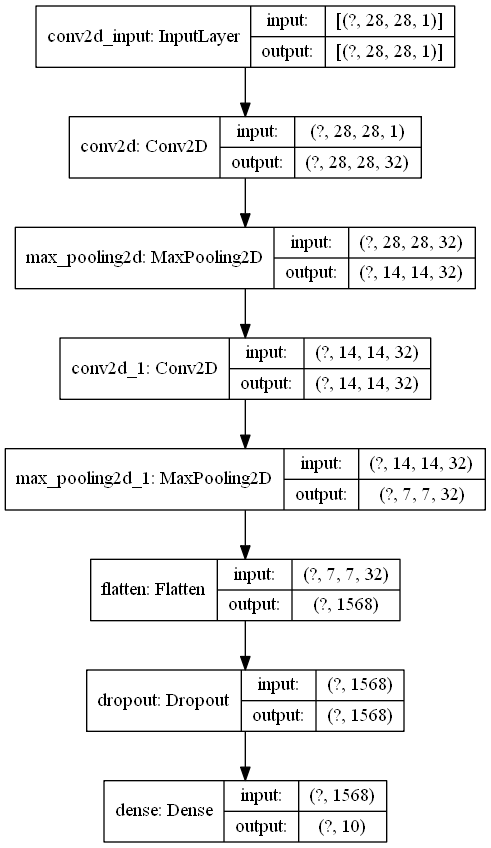 conv2d_input: InputLayer
input: [(?, 28, 28, 1)]
output: [(?, 28, 28, 1)]
conv2d: Conv2D
input: (?, 28, 28, 1)
output: (?, 28, 28, 32)
max_pooling2d: MaxPooling2D
input: (?, 28, 28, 32)
output: (?, 14, 14, 32)
conv2d_1: Conv2D
input: (?, 14, 14, 32)
output: (?, 14, 14, 32)
max_pooling2d_1: MaxPooling2D
input: (?, 14, 14, 32)
output: (?, 7, 7, 32)
flatten: Flatten
input: (?, 7, 7, 32)
output: (?, 1568)
dropout: Dropout
input: (?, 1568)
output: (?, 1568)
dense: Dense
input: (?, 1568)
output: (?, 10)